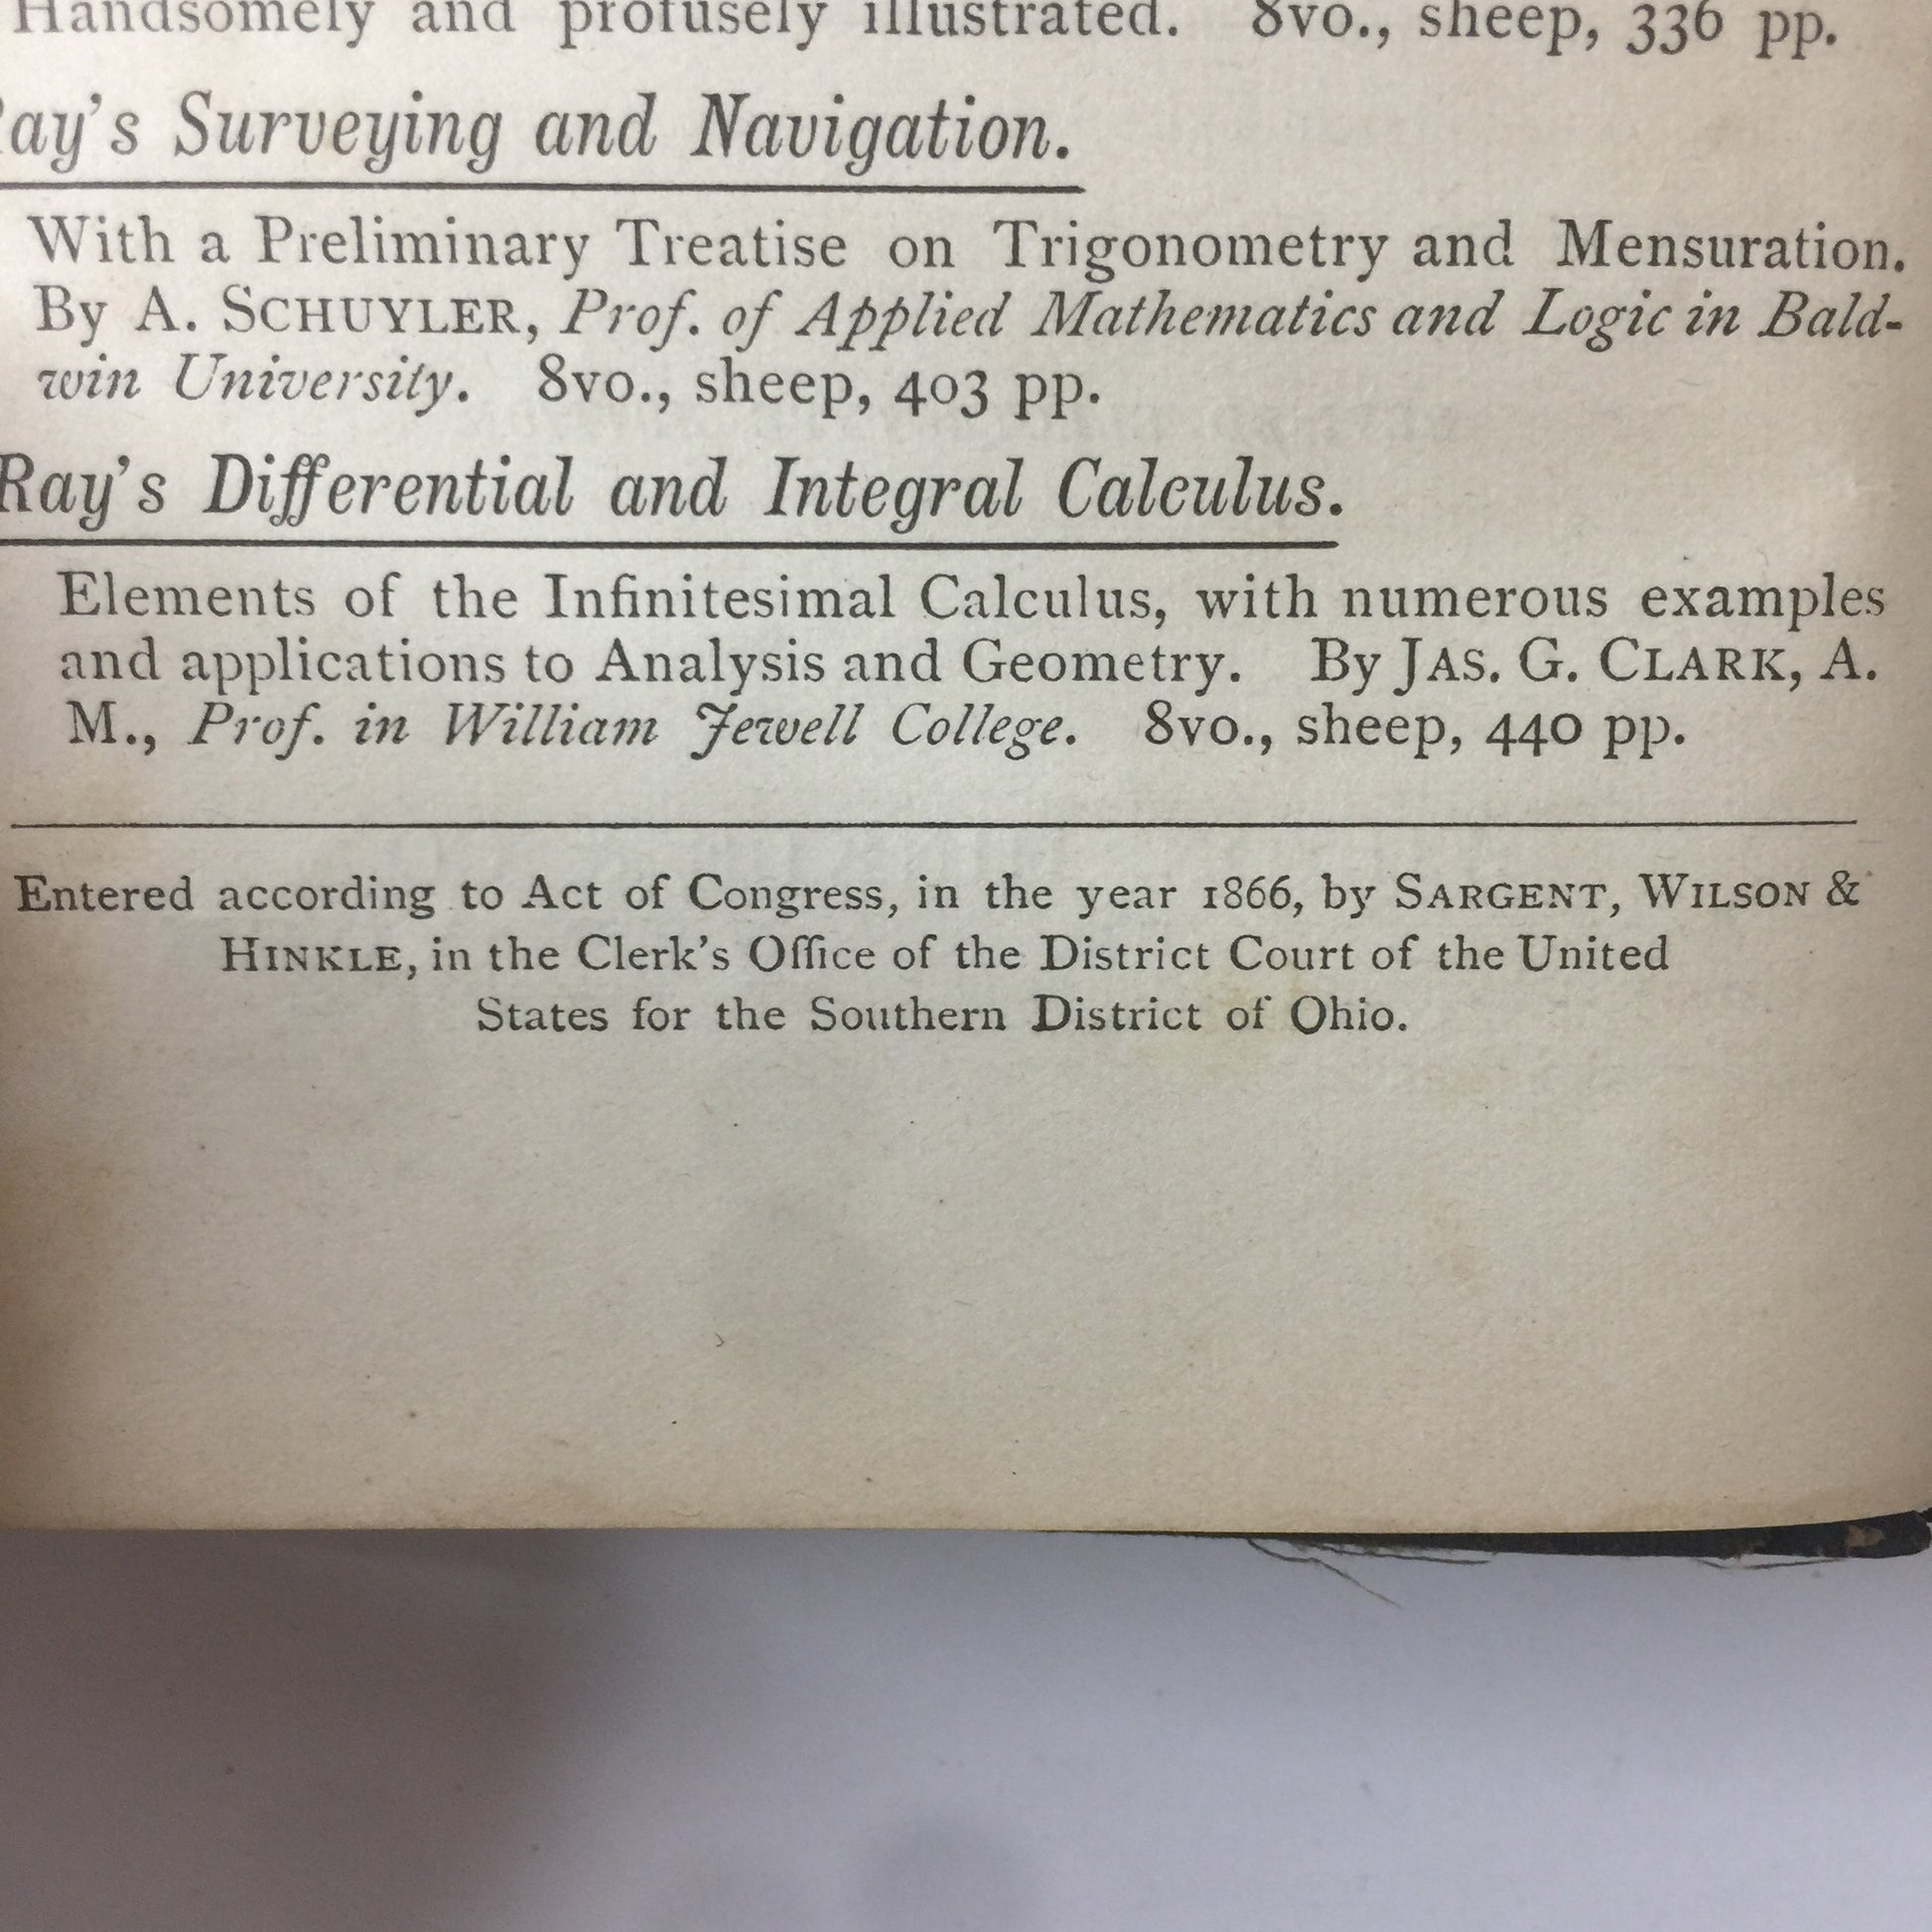 Handsomely and profusely illustrated. 8vo., sheep, 336 pp.
Ray's Surveying and Navigation.
With a Preliminary Treatise on Trigonometry and Mensuration.
By A. SCHUYLER, Prof. of Applied Mathematics and Logic in Bald-
win University. 8vo., sheep, 403 pp.
Ray's Differential and Integral Calculus.
Elements of the Infinitesimal Calculus, with numerous examples
and applications to Analysis and Geometry. By JAS. G. CLARK, A.
M., Prof. in William Jewell College. 8vo., sheep, 440 pp.
Entered according to Act of Congress, in the year 1866, by SARGENT, WILSON &
HINKLE, in the Clerk's Office of the District Court of the United
States for the Southern District of Ohio.